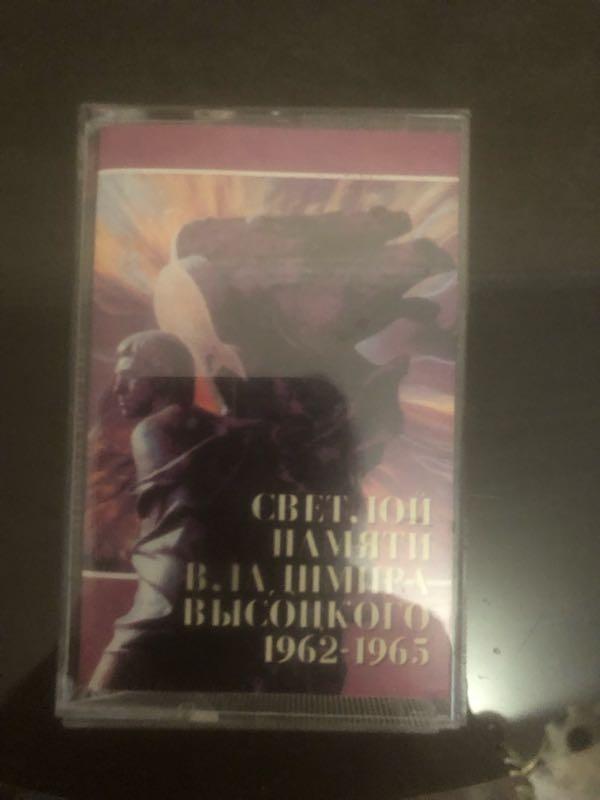 СВЕТЛОЙ
ПАМЯТИ
ВЛАДИМИРА
ВЫСОЦКОГО
1962-1965